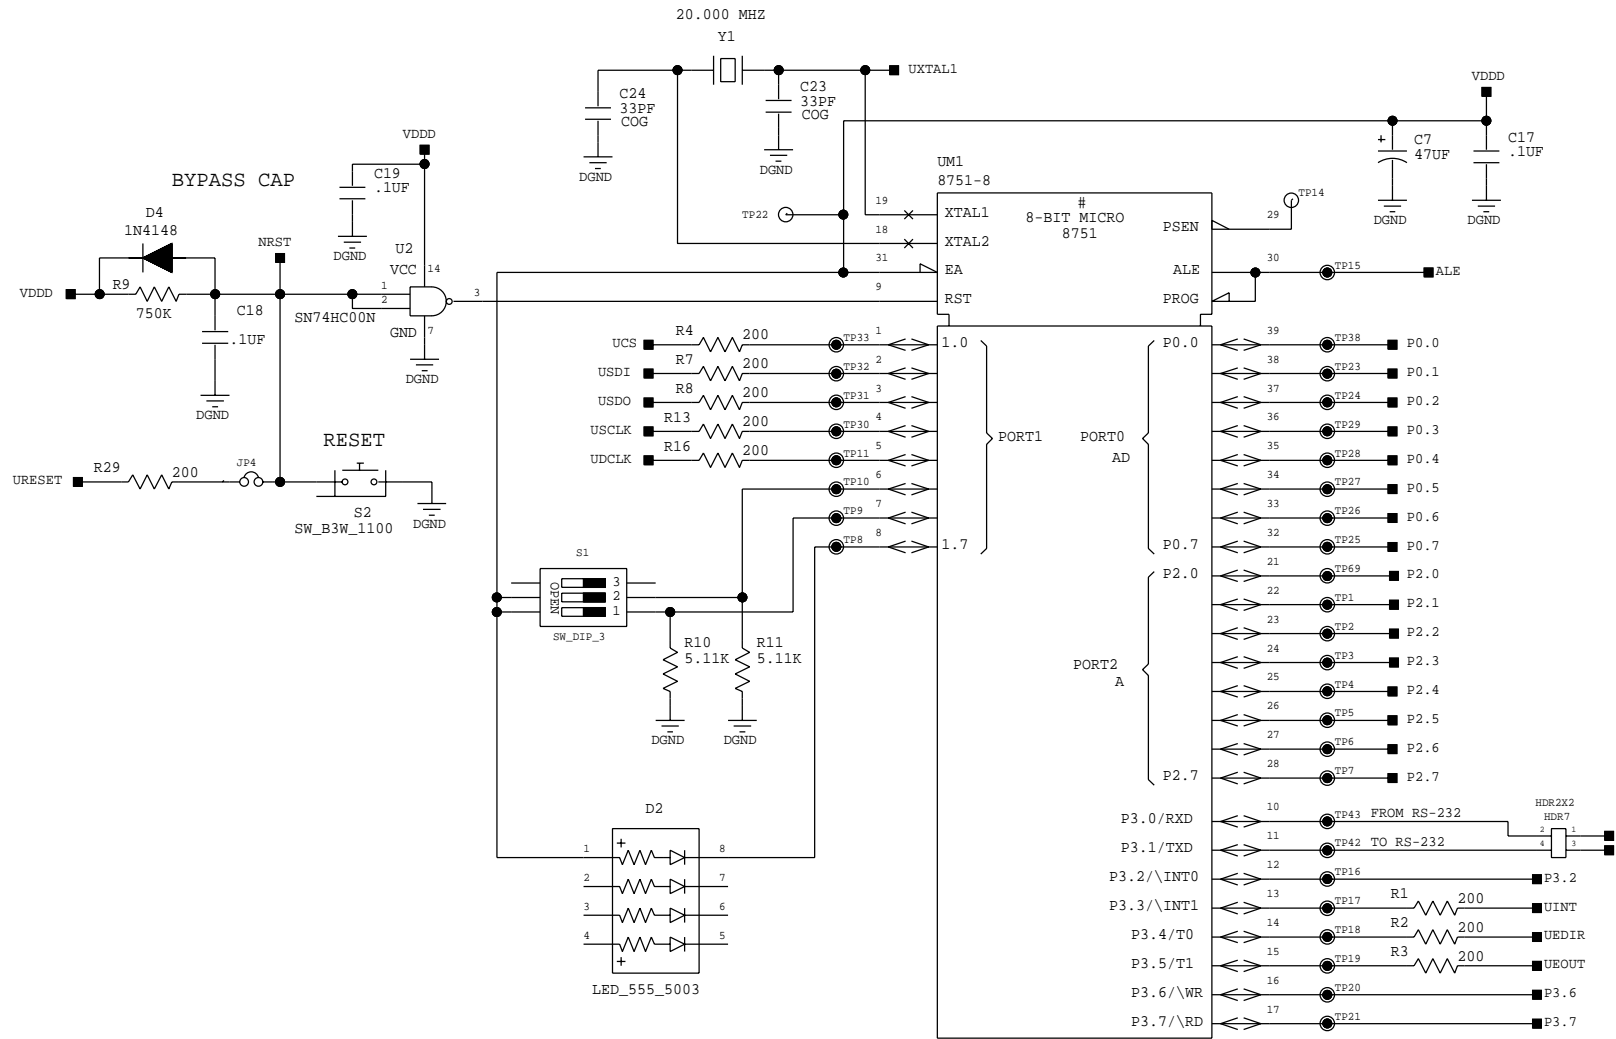 20.000 MHZ
Y1
UXTAL1
C24
33PF
COG
DGND
C23
33PF
COG
DGND
VDDD
C7
47UF
DGND
C17
.1UF
DGND
+
BYPASS CAP
VDDD
C19
.1UF
DGND
D4
1N4148
NRST
VDDD
R9
750K
C18
.1UF
DGND
U2
VCC
14
1
2
3
SN74HC00N
GND
7
DGND
RESET
URESET
R29
200
JP4
S2
SW_B3W_1100
DGND
UM1
8751-8
#
8-BIT MICRO
8751
TP22
19
XTAL1
18
XTAL2
31
EA
9
RST
PSEN
29
TP14
ALE
30
TP15
ALE
PROG
UCS
R4
200
TP33
1
1.0
USDI
R7
200
TP32
2
USDO
R8
200
TP31
3
USCLK
R13
200
TP30
4
UDCLK
R16
200
TP11
5
TP10
6
TP9
7
TP8
8
1.7
PORT1
PORT0
AD
P0.0
39
TP38
P0.0
38
TP23
P0.1
37
TP24
P0.2
36
TP29
P0.3
35
TP28
P0.4
34
TP27
P0.5
33
TP26
P0.6
P0.7
32
TP25
P0.7
P2.0
21
TP69
P2.0
22
TP1
P2.1
23
TP2
P2.2
24
TP3
P2.3
PORT2
A
25
TP4
P2.4
26
TP5
P2.5
27
TP6
P2.6
P2.7
28
TP7
P2.7
S1
OPEN
3
2
1
SW_DIP_3
R10
5.11K
DGND
R11
5.11K
DGND
D2
+
1
8
2
7
3
6
4
5
+
LED_555_5003
P3.0/RXD
10
TP43
FROM RS-232
P3.1/TXD
11
TP42
TO RS-232
HDR2X2
HDR7
2
1
4
3
P3.2/\INT0
12
TP16
P3.2
P3.3/\INT1
13
TP17
R1
200
UINT
P3.4/T0
14
TP18
R2
200
UEDIR
P3.5/T1
15
TP19
R3
200
UEOUT
P3.6/\WR
16
TP20
P3.6
P3.7/\RD
17
TP21
P3.7